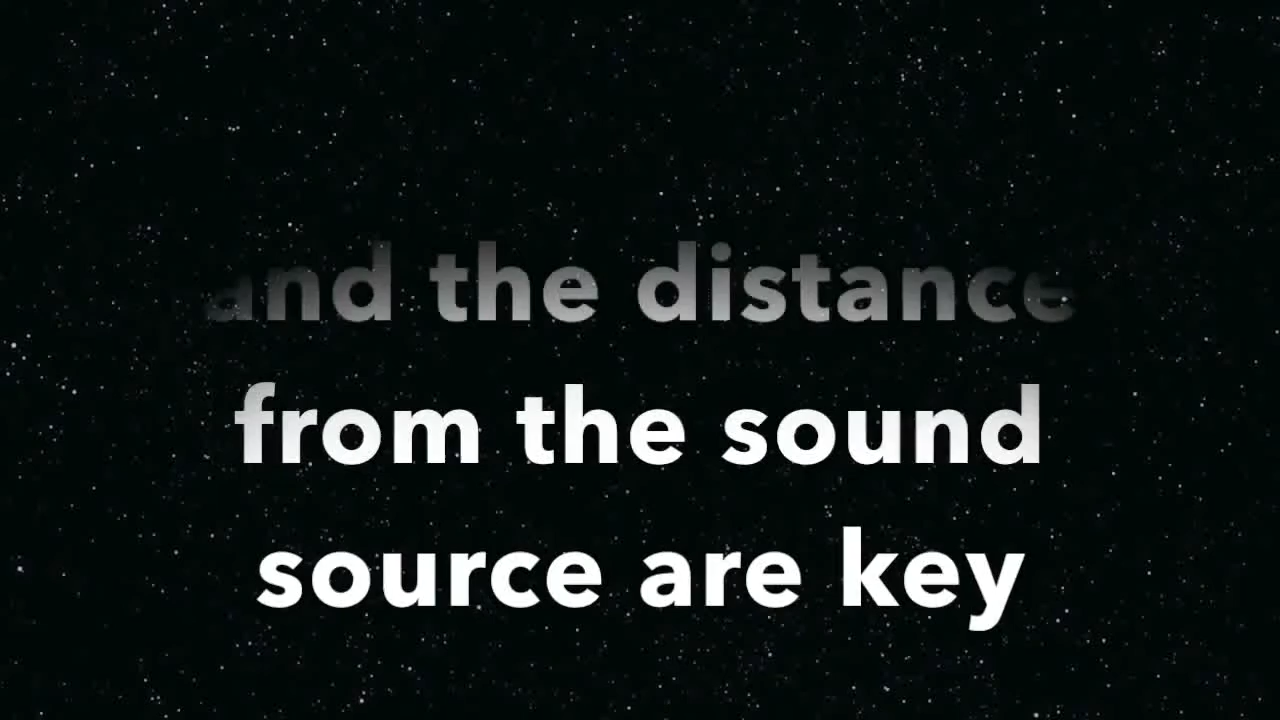 and the distance
from the sound
source are key